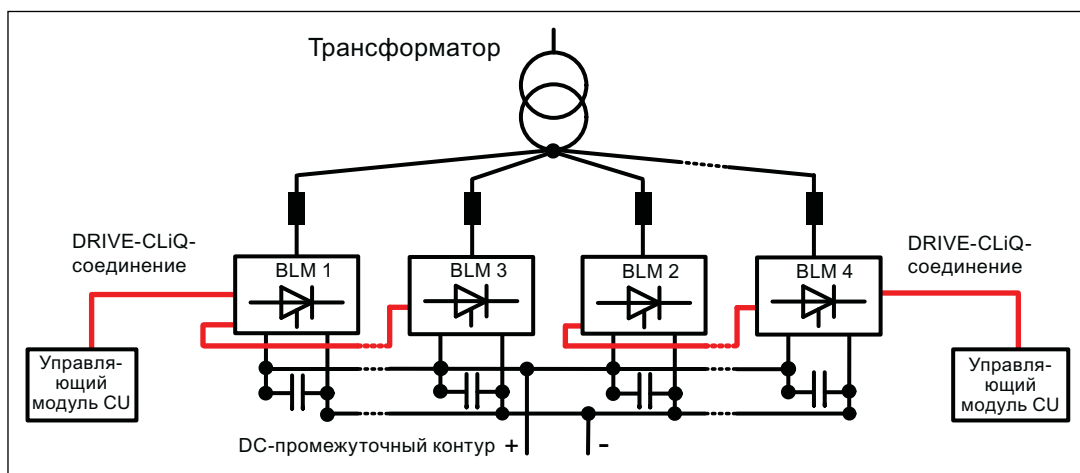 Трансформатор
DRIVE-CLiQ-
соединение
DRIVE-CLiQ-
соединение
BLM 1
BLM 3
BLM 2
BLM 4
Управля-
ющий
модуль CU
Управля-
ющий
модуль CU
DC-промежуточный контур + -